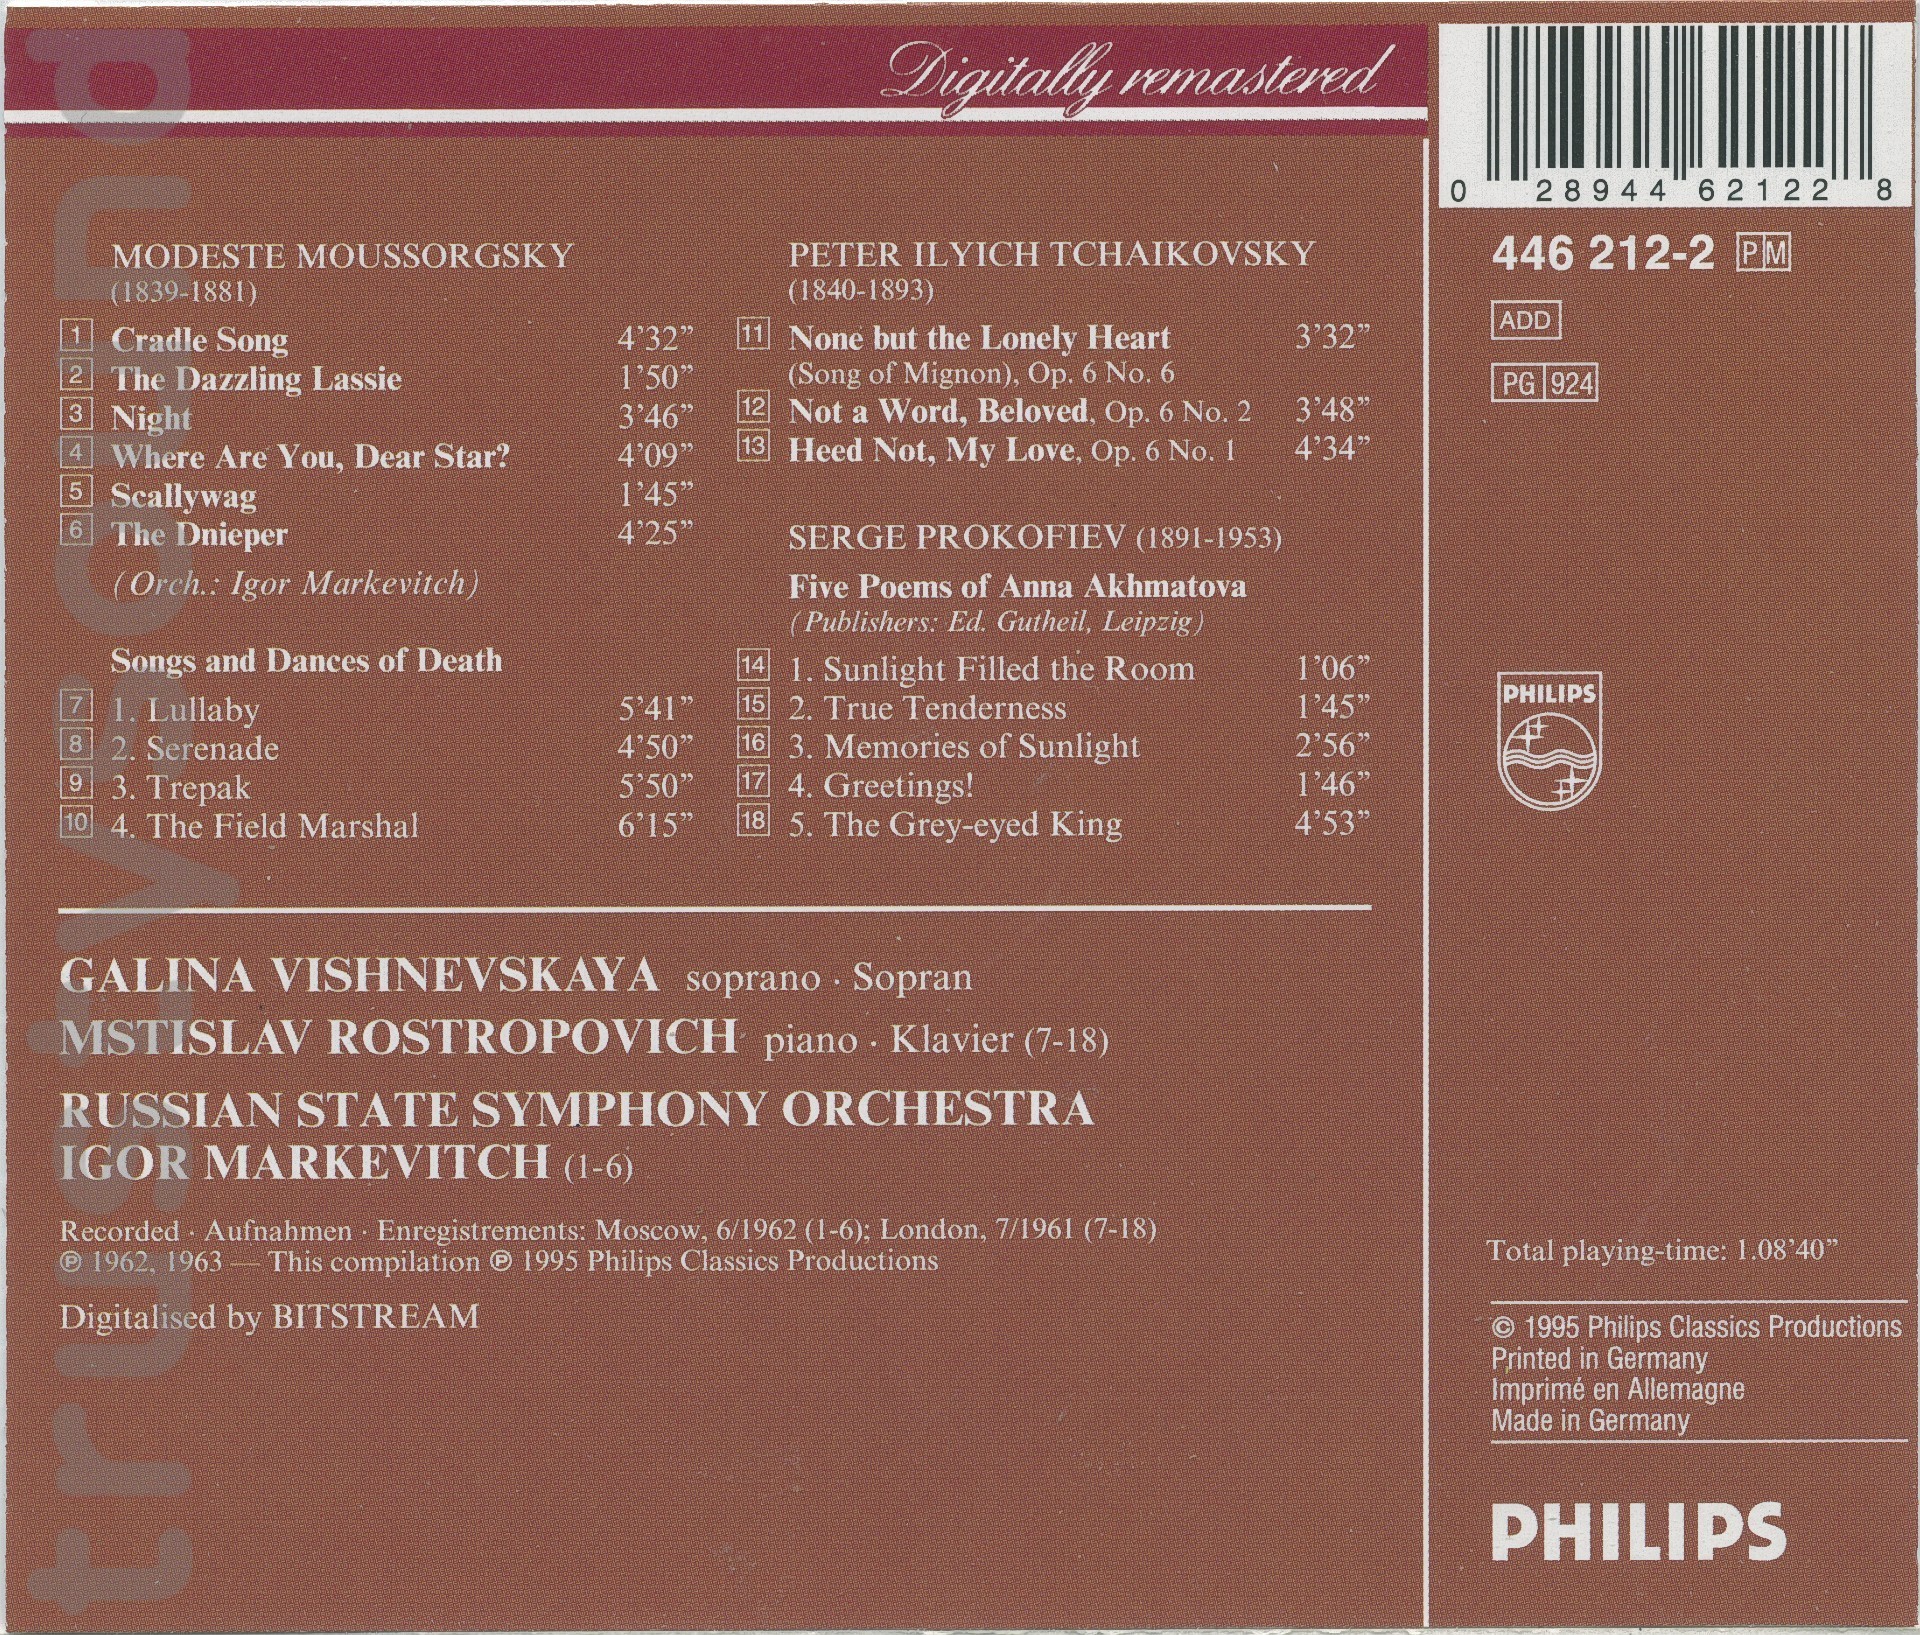 Digitally remastered
0 28944 62122 8
446 212-2 PM
ADD
PG 924
MODESTE MOUSSORGSKY
(1839-1881)
1 Cradle Song 4’32”
2 The Dazzling Lassie 1’50”
3 Night 3’46”
4 Where Are You, Dear Star? 4’09”
5 Scallywag 1’45”
6 The Dnieper 4’25”
(Orch.: Igor Markevitch)
Songs and Dances of Death
7 1. Lullaby 5’41”
8 2. Serenade 4’50”
9 3. Trepak 5’50”
10 4. The Field Marshal 6’15”
PETER ILYICH TCHAIKOVSKY
(1840-1893)
11 None but the Lonely Heart 3’32”
(Song of Mignon), Op. 6 No. 6
12 Not a Word, Beloved, Op. 6 No. 2 3’48”
13 Heed Not, My Love, Op. 6 No. 1 4’34”
SERGE PROKOFIEV (1891-1953)
Five Poems of Anna Akhmatova
(Publishers: Ed. Gutheil, Leipzig)
14 1. Sunlight Filled the Room 1’06”
15 2. True Tenderness 1’45”
16 3. Memories of Sunlight 2’56”
17 4. Greetings! 1’46”
18 5. The Grey-eyed King 4’53”
PHILIPS
GALINA VISHNEVSKAYA soprano · Sopran
MSTISLAV ROSTROPOVICH piano · Klavier (7-18)
RUSSIAN STATE SYMPHONY ORCHESTRA
IGOR MARKEVITCH (1-6)
Recorded · Aufnahmen · Enregistrements: Moscow, 6/1962 (1-6); London, 7/1961 (7-18)
℗ 1962, 1963 — This compilation ℗ 1995 Philips Classics Productions
Digitalised by BITSTREAM
Total playing-time: 1.08’40”
© 1995 Philips Classics Productions
Printed in Germany
Imprimé en Allemagne
Made in Germany
PHILIPS